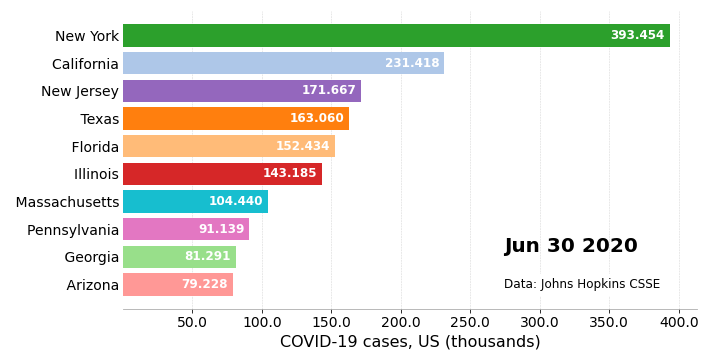 New York 393.454
California 231.418
New Jersey 171.667
Texas 163.060
Florida 152.434
Illinois 143.185
Massachusetts 104.440
Pennsylvania 91.139
Georgia 81.291
Arizona 79.228
Jun 30 2020
Data: Johns Hopkins CSSE
50.0 100.0 150.0 200.0 250.0 300.0 350.0 400.0
COVID-19 cases, US (thousands)